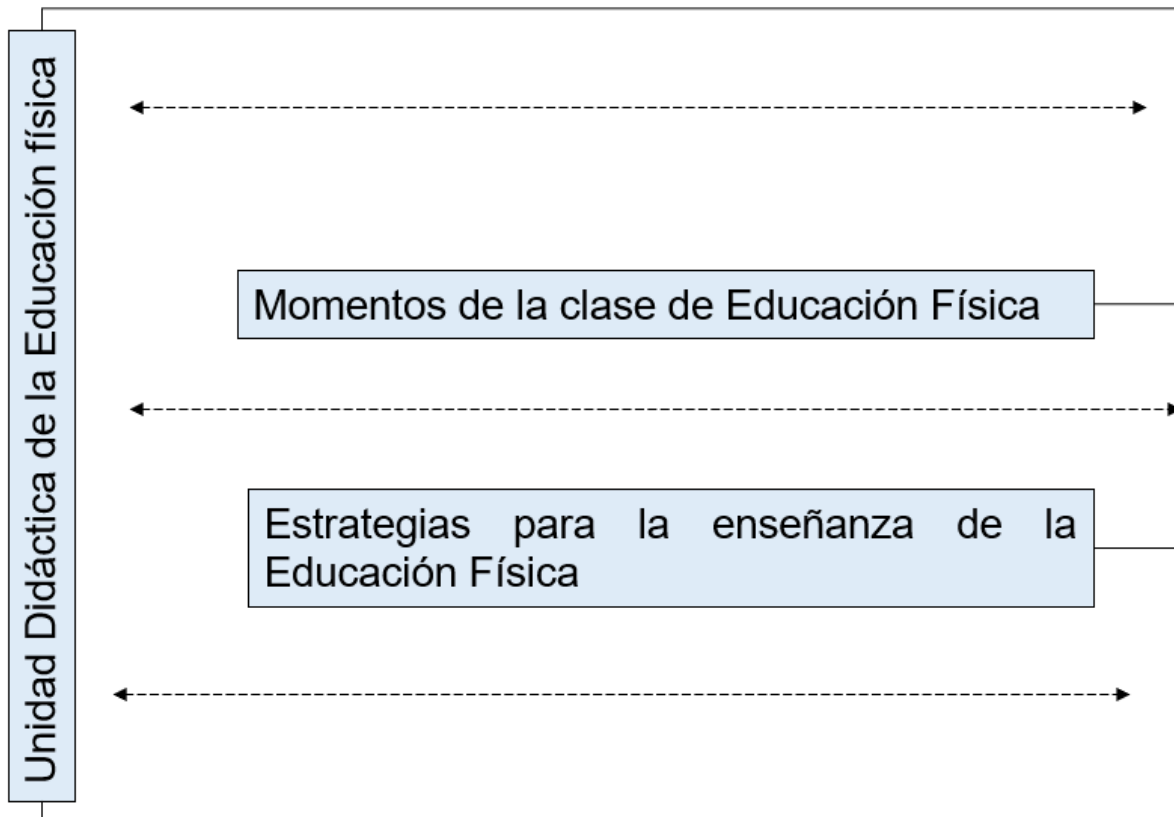 Unidad Didáctica de la Educación física
Momentos de la clase de Educación Física
Estrategias para la enseñanza de la
Educación Física